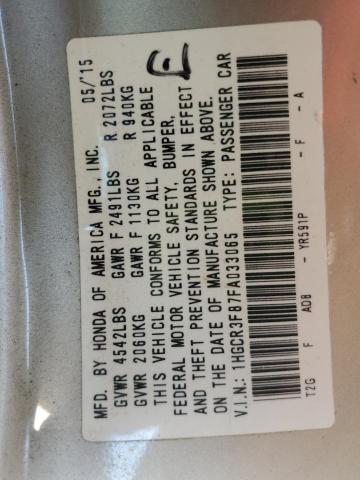 MFD. BY HONDA OF AMERICA MFG., INC. 05/15
GVWR 4542LBS GAWR F 2491LBS R 2072LBS
GVWR 2060KG GAWR F 1130KG R 940KG
THIS VEHICLE CONFORMS TO ALL APPLICABLE
FEDERAL MOTOR VEHICLE SAFETY, BUMPER,
AND THEFT PREVENTION STANDARDS IN EFFECT
ON THE DATE OF MANUFACTURE SHOWN ABOVE.
V.I.N.: 1HGCR3F87FA033065 TYPE: PASSENGER CAR
T2G F AD8 - YR591P - F - A